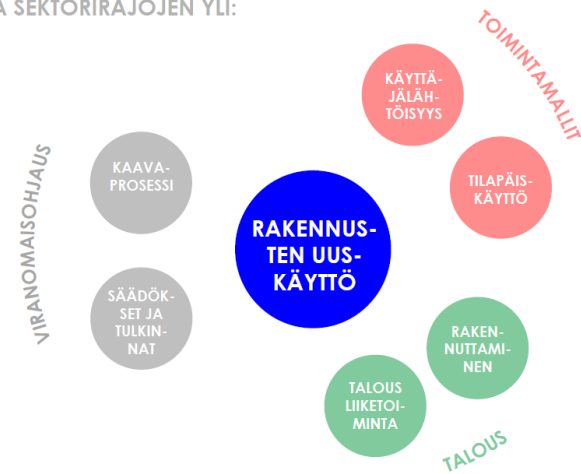 A SEKTORIRAJOJEN YLI:
TOIMINTAMALLIT
KÄYTTÄ-
JÄLÄH-
TÖISYYS
TILAPÄIS-
KÄYTTÖ
VIRANOMAISOHJAUS
KAAVA-
PROSESSI
SÄÄDÖK-
SET JA
TULKIN-
NAT
RAKENNUS-
TEN UUS-
KÄYTTÖ
RAKEN-
NUTTAMI-
NEN
TALOUS
LIIKETOI-
MINTA
TALOUS